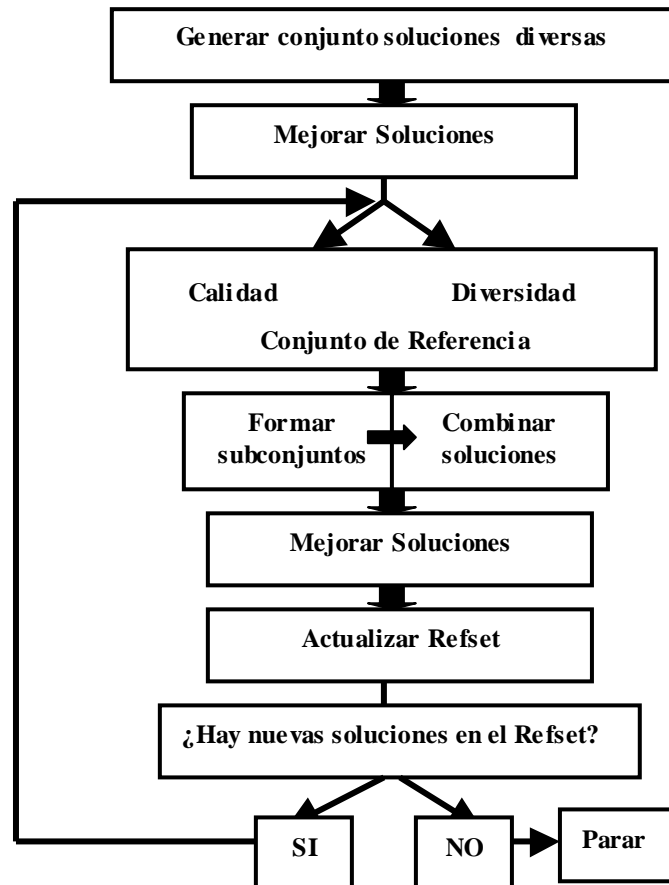 Generar conjunto soluciones diversas
Mejorar Soluciones
Calidad
Diversidad
Conjunto de Referencia
Formar
subconjuntos
Combinar
soluciones
Mejorar Soluciones
Actualizar Refset
¿Hay nuevas soluciones en el Refset?
SI
NO
Parar